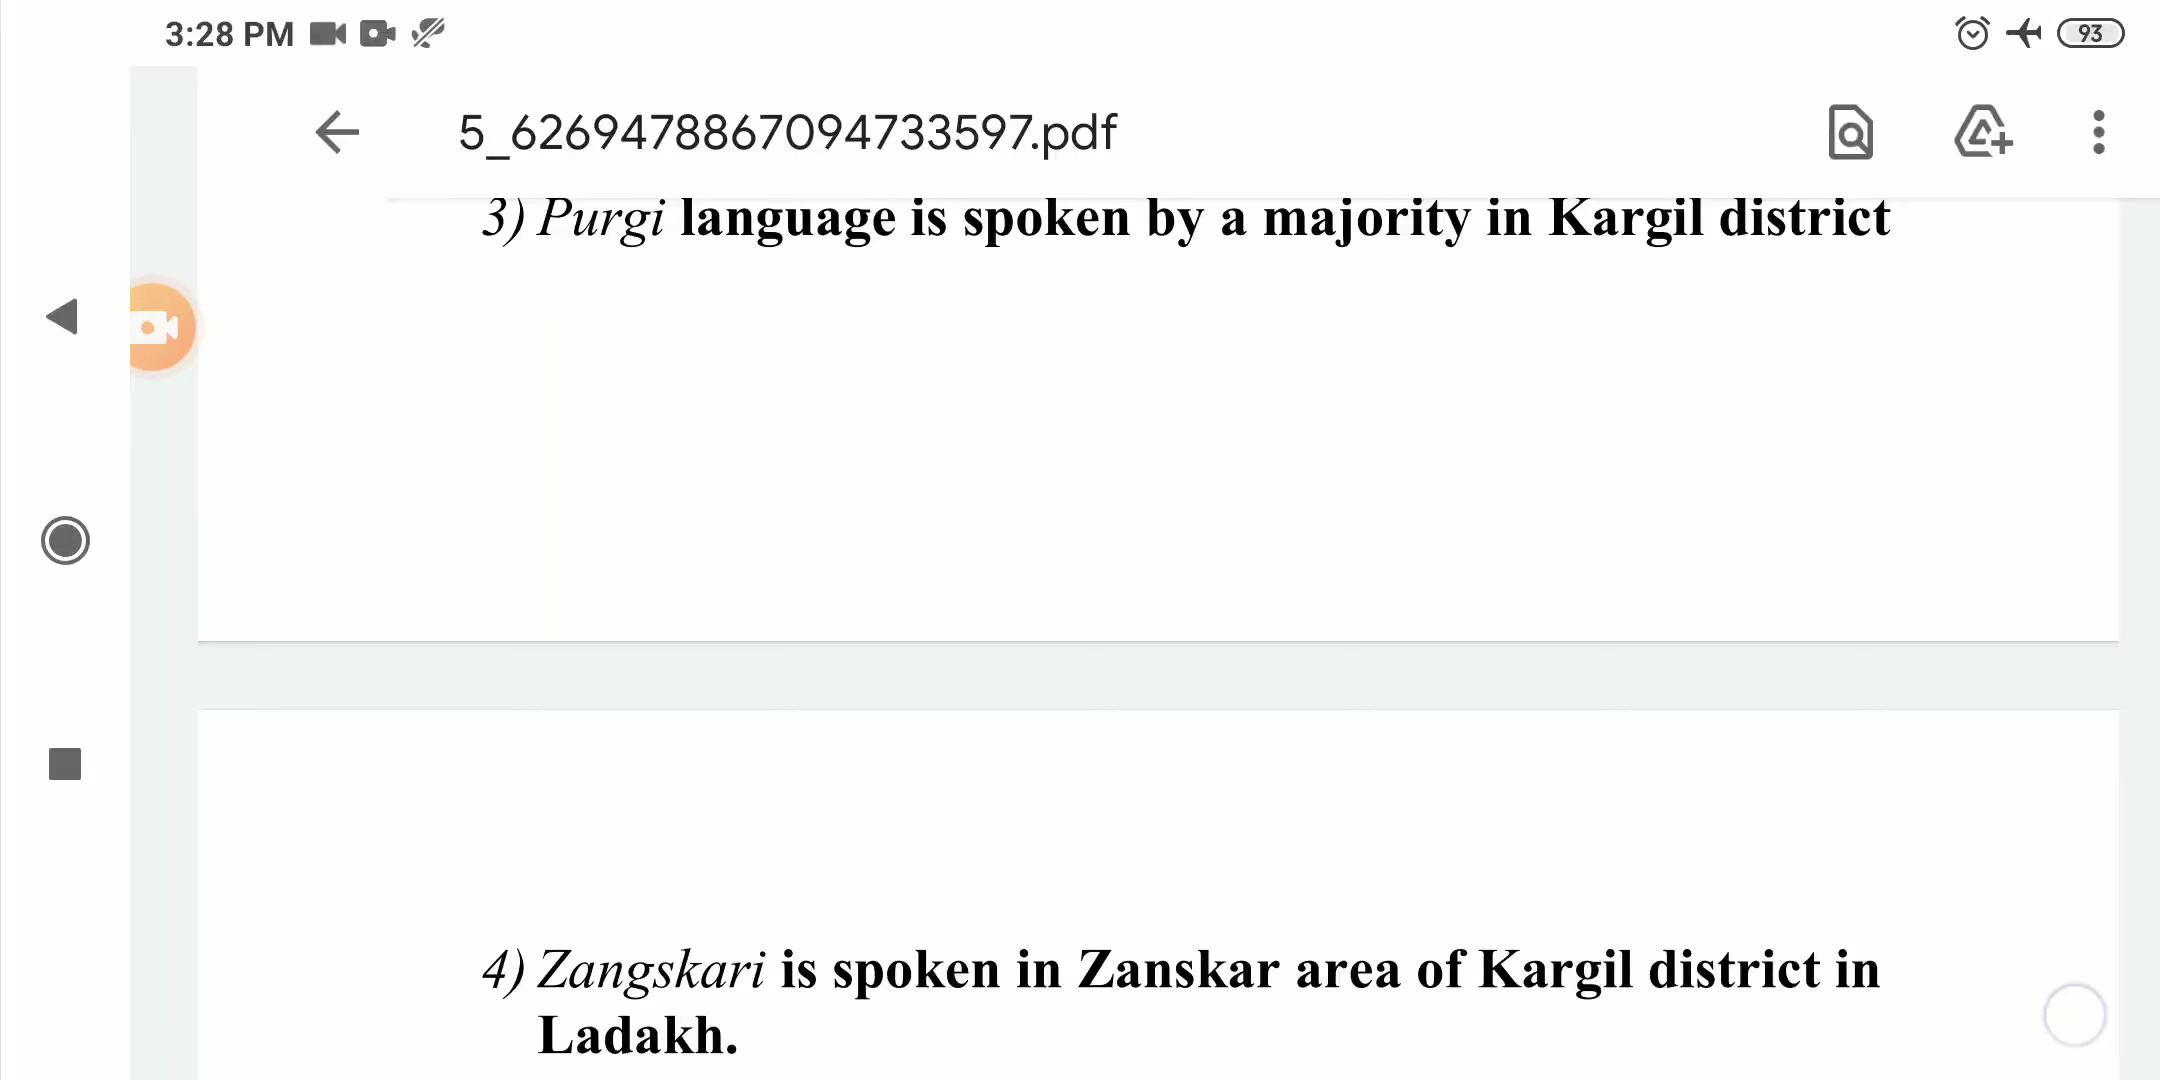 3:28 PM
93
5_6269478867094733597.pdf
3) Purgi language is spoken by a majority in Kargil district
4) Zangskari is spoken in Zanskar area of Kargil district in
Ladakh.